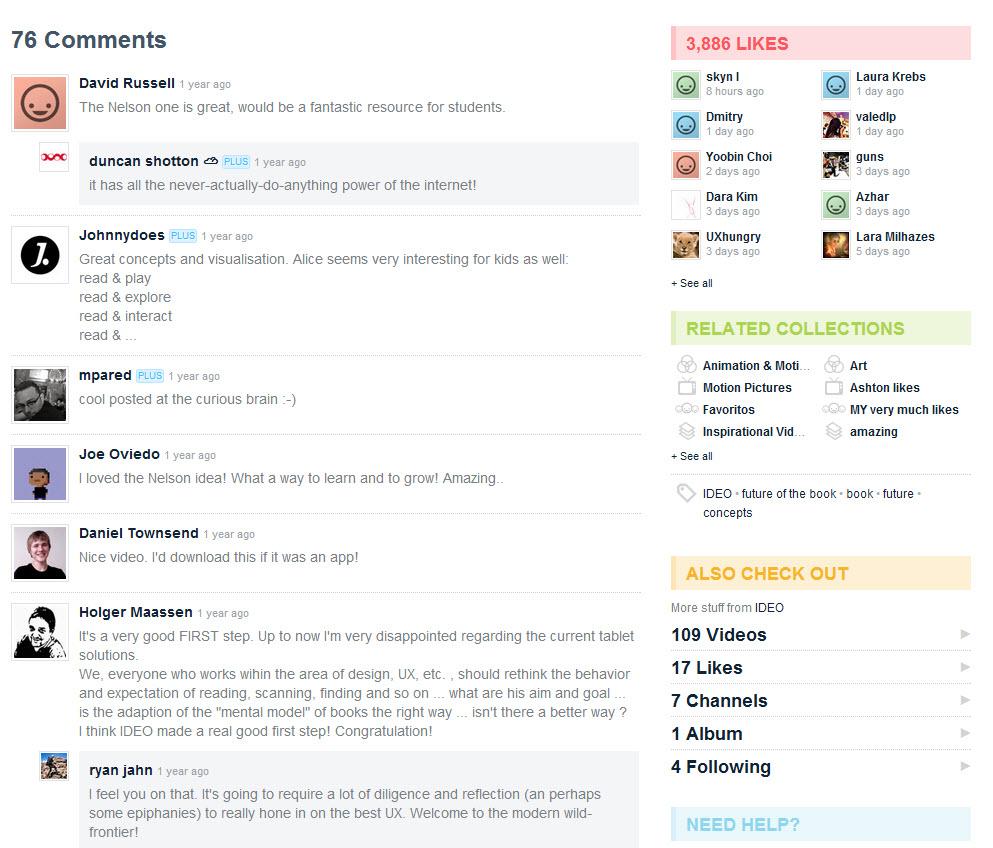 76 Comments
David Russell 1 year ago
The Nelson one is great, would be a fantastic resource for students.
duncan shotton PLUS 1 year ago
it has all the never-actually-do-anything power of the internet!
Johnnydoes PLUS 1 year ago
Great concepts and visualisation. Alice seems very interesting for kids as well:
read & play
read & explore
read & interact
read & ...
J.
mpared PLUS 1 year ago
cool posted at the curious brain :-)
Joe Oviedo 1 year ago
I loved the Nelson idea! What a way to learn and to grow! Amazing..
Daniel Townsend 1 year ago
Nice video. I'd download this if it was an app!
Holger Maassen 1 year ago
It's a very good FIRST step. Up to now I'm very disappointed regarding the current tablet
solutions.
We, everyone who works wihin the area of design, UX, etc. , should rethink the behavior
and expectation of reading, scanning, finding and so on ... what are his aim and goal ...
is the adaption of the "mental model" of books the right way ... isn't there a better way ?
I think IDEO made a real good first step! Congratulation!
ryan jahn 1 year ago
I feel you on that. It's going to require a lot of diligence and reflection (an perhaps
some epiphanies) to really hone in on the best UX. Welcome to the modern wild-
frontier!
3,886 LIKES
skyn l
8 hours ago
Laura Krebs
1 day ago
Dmitry
1 day ago
valedlp
1 day ago
Yoobin Choi
2 days ago
guns
3 days ago
Dara Kim
3 days ago
Azhar
3 days ago
UXhungry
3 days ago
Lara Milhazes
5 days ago
+ See all
RELATED COLLECTIONS
Animation & Moti...
Art
Motion Pictures
Ashton likes
Favoritos
MY very much likes
Inspirational Vid...
amazing
+ See all
IDEO • future of the book • book • future •
concepts
ALSO CHECK OUT
More stuff from IDEO
109 Videos
17 Likes
7 Channels
1 Album
4 Following
NEED HELP?